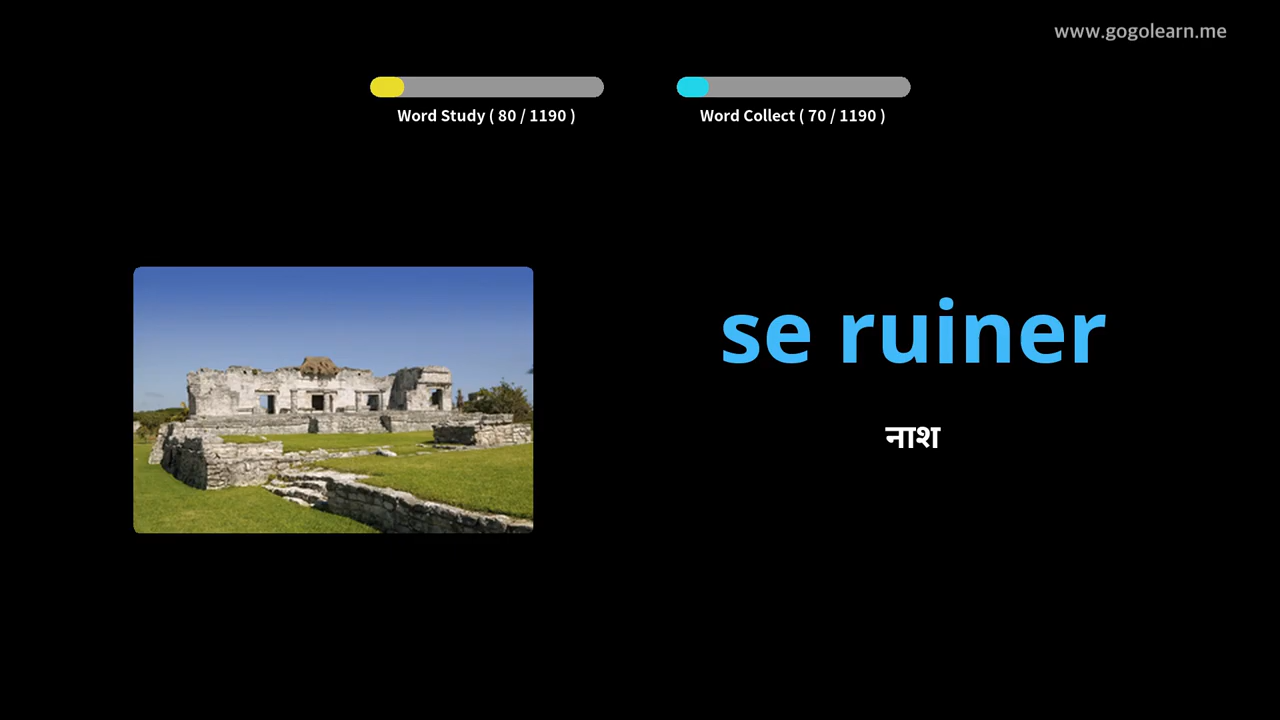 www.gogolearn.me
Word Study ( 80 / 1190 )
Word Collect ( 70 / 1190 )
se ruiner
नाश